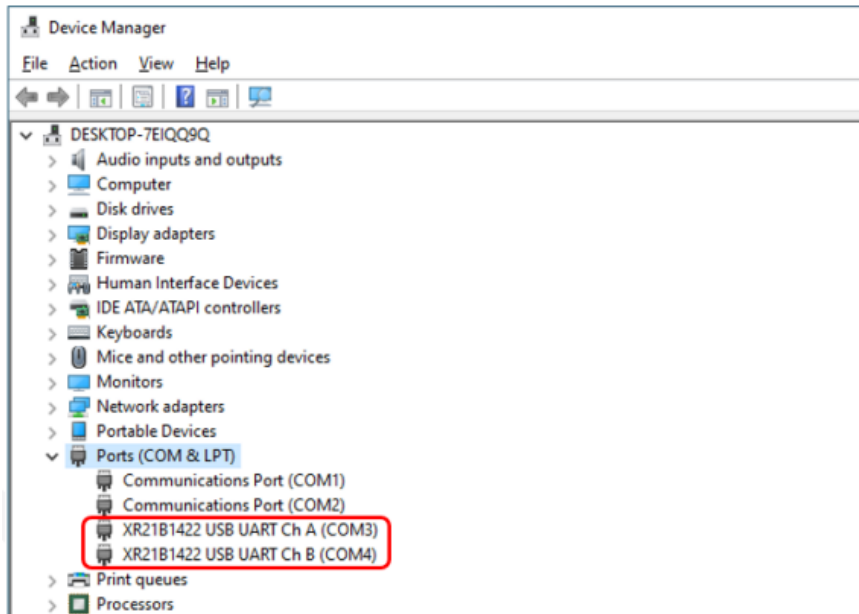 Device Manager
File Action View Help
DESKTOP-7EIQQ9Q
Audio inputs and outputs
Computer
Disk drives
Display adapters
Firmware
Human Interface Devices
IDE ATA/ATAPI controllers
Keyboards
Mice and other pointing devices
Monitors
Network adapters
Portable Devices
Ports (COM & LPT)
Communications Port (COM1)
Communications Port (COM2)
XR21B1422 USB UART Ch A (COM3)
XR21B1422 USB UART Ch B (COM4)
Print queues
Processors